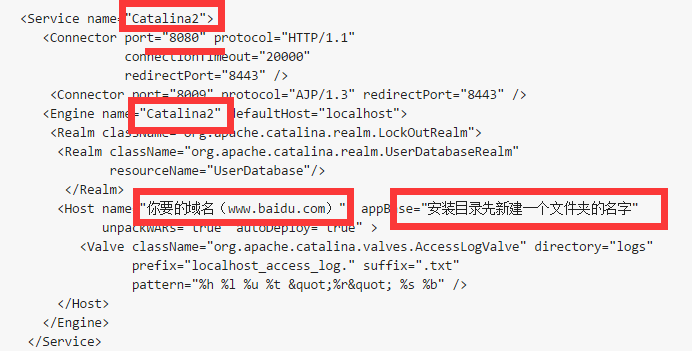 <Service name="Catalina2">
<Connector port="8080" protocol="HTTP/1.1"
connectionTimeout="20000"
redirectPort="8443" />
<Connector port="8009" protocol="AJP/1.3" redirectPort="8443" />
<Engine name="Catalina2" defaultHost="localhost">
<Realm className="org.apache.catalina.realm.LockOutRealm">
<Realm className="org.apache.catalina.realm.UserDatabaseRealm"
resourceName="UserDatabase"/>
</Realm>
<Host name="你要的域名（www.baidu.com）" appBase="安装目录先新建一个文件夹的名字"
unpackWARs="true" autoDeploy="true" >
<Valve className="org.apache.catalina.valves.AccessLogValve" directory="logs"
prefix="localhost_access_log." suffix=".txt"
pattern="%h %l %u %t &quot;%r&quot; %s %b" />
</Host>
</Engine>
</Service>